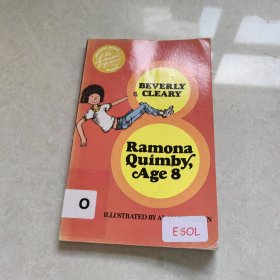 BEVERLY
CLEARY
Ramona
Quimby,
Age 8
O
ILLUSTRATED BY
ESOL